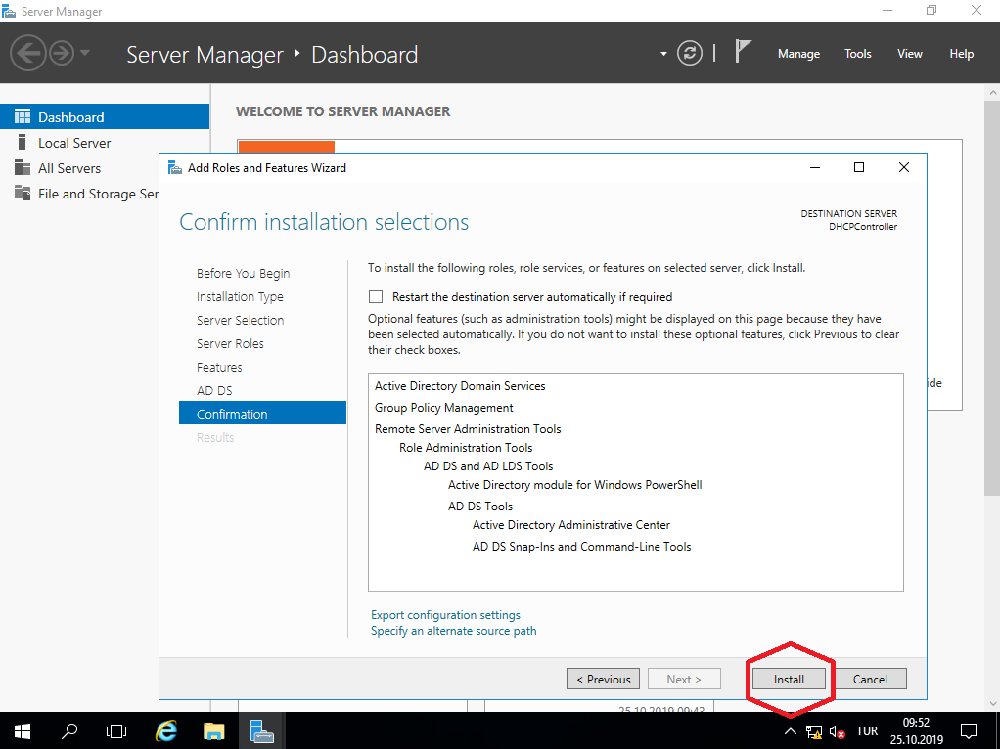 Server Manager
Server Manager
Dashboard
Manage
Tools
View
Help
Dashboard
Local Server
All Servers
File and Storage Ser
WELCOME TO SERVER MANAGER
Add Roles and Features Wizard
Confirm installation selections
DESTINATION SERVER
DHCPController
Before You Begin
Installation Type
Server Selection
Server Roles
Features
AD DS
Confirmation
Results
To install the following roles, role services, or features on selected server, click Install.
Restart the destination server automatically if required
Optional features (such as administration tools) might be displayed on this page because they have
been selected automatically. If you do not want to install these optional features, click Previous to clear
their check boxes.
Active Directory Domain Services
Group Policy Management
Remote Server Administration Tools
Role Administration Tools
AD DS and AD LDS Tools
Active Directory module for Windows PowerShell
AD DS Tools
Active Directory Administrative Center
AD DS Snap-Ins and Command-Line Tools
Export configuration settings
Specify an alternate source path
ide
< Previous
Next >
Install
Cancel
25.10.2019 09:43
TUR
09:52
25.10.2019